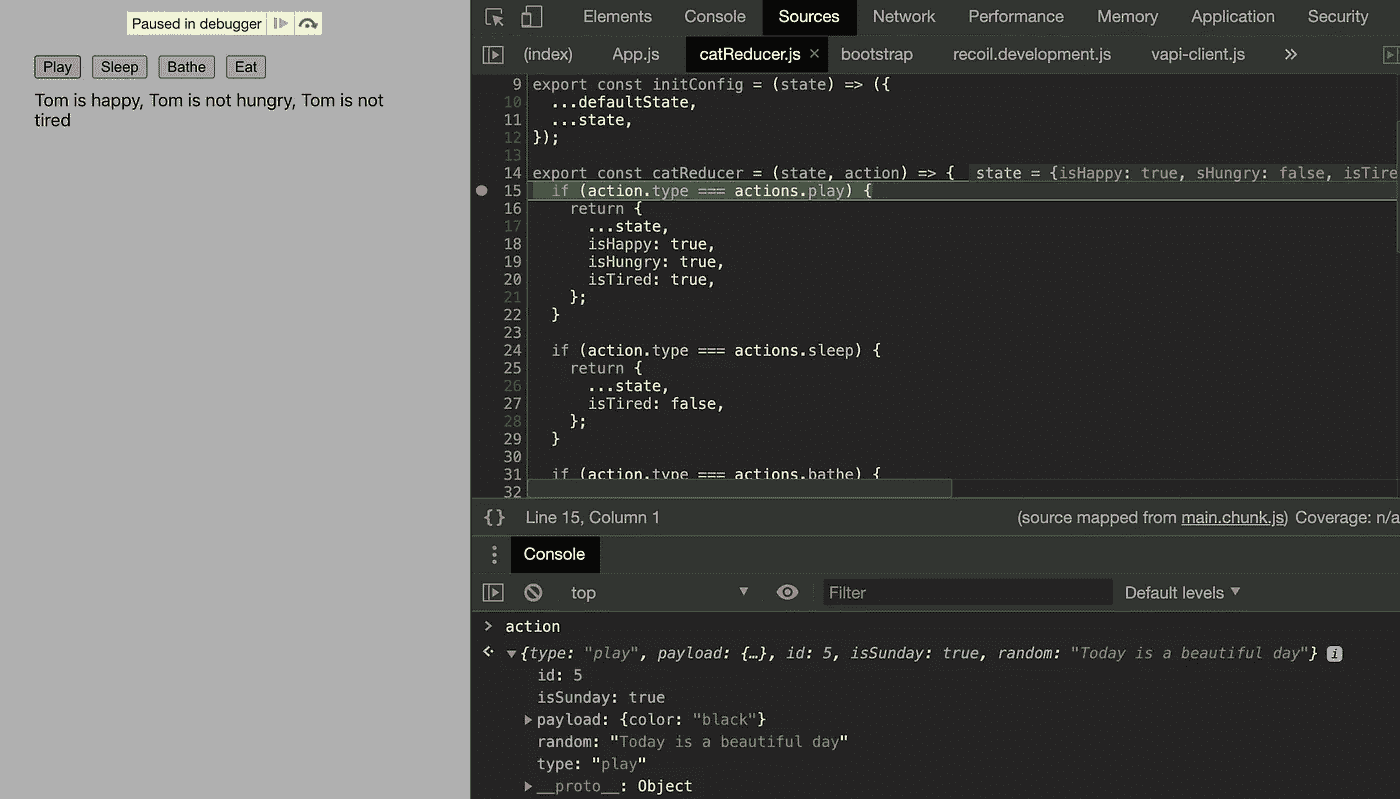 Paused in debugger
Play Sleep Bathe Eat
Tom is happy, Tom is not hungry, Tom is not
tired
Elements Console Sources Network Performance Memory Application Security
(index) App.js catReducer.js × bootstrap recoil.development.js vapi-client.js »
9 export const initConfig = (state) => ({
10 ...defaultState,
11 ...state,
12 });
13
14 export const catReducer = (state, action) => { state = {isHappy: true, sHungry: false, isTire
15 if (action.type === actions.play) {
16 return {
17 ...state,
18 isHappy: true,
19 isHungry: true,
20 isTired: true,
21 };
22 }
23
24 if (action.type === actions.sleep) {
25 return {
26 ...state,
27 isTired: false,
28 };
29 }
30
31 if (action.type === actions.bathe) {
32
{} Line 15, Column 1 (source mapped from main.chunk.js) Coverage: n/a
Console
top Filter Default levels
> action
{type: "play", payload: {…}, id: 5, isSunday: true, random: "Today is a beautiful day"} i
id: 5
isSunday: true
payload: {color: "black"}
random: "Today is a beautiful day"
type: "play"
__proto__: Object